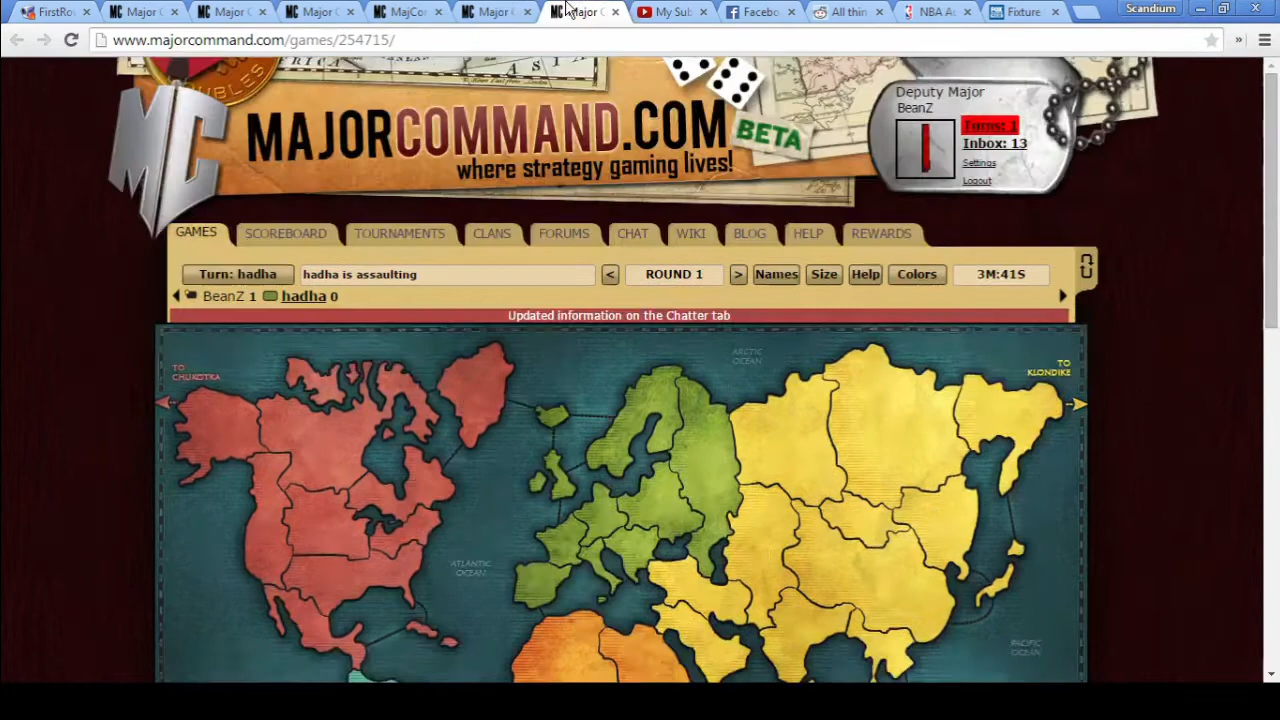 FirstRow
Major C
Major C
Major C
MajCor
Major
Major C
My Sub
Facebo
All thin
NBA Ac
Fixture
Scandium
www.majorcommand.com/games/254715/
»
MC
MAJORCOMMAND.COM
BETA
where strategy gaming lives!
Deputy Major
BeanZ
Turns: 1
Inbox: 13
Settings
Logout
GAMES SCOREBOARD TOURNAMENTS CLANS FORUMS CHAT WIKI BLOG HELP REWARDS
Turn: hadha hadha is assaulting < ROUND 1 > Names Size Help Colors 3M:41S
BeanZ 1 hadha 0
Updated information on the Chatter tab
TO
CHUKOTKA
ARCTIC
OCEAN
TO
KLONDIKE
ATLANTIC
OCEAN
PACIFIC
OCEAN